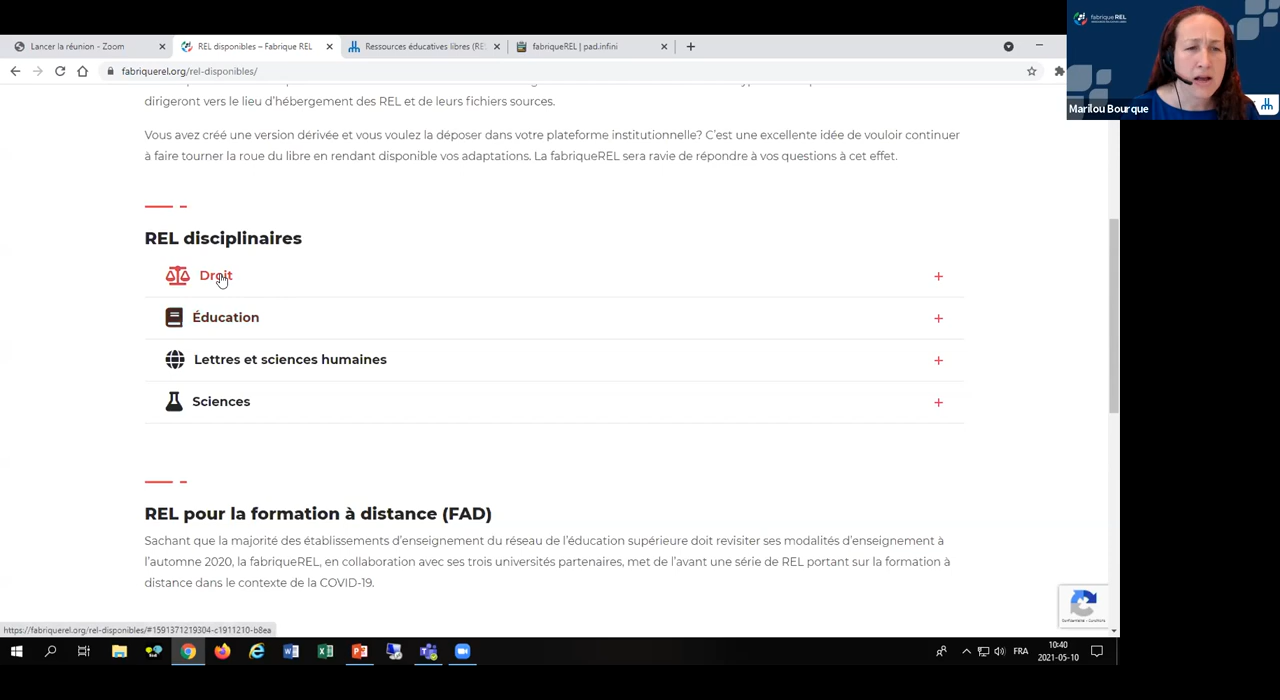 Lancer la réunion - Zoom
REL disponibles – Fabrique REL
Ressources éducatives libres (RE
fabriqueREL | pad.infini
fabriquerel.org/rel-disponibles/
fabriqueREL
Marilou Bourque
dirigeront vers le lieu d'hébergement des REL et de leurs fichiers sources.
Vous avez créé une version dérivée et vous voulez la déposer dans votre plateforme institutionnelle? C'est une excellente idée de vouloir continuer
à faire tourner la roue du libre en rendant disponible vos adaptations. La fabriqueREL sera ravie de répondre à vos questions à cet effet.
REL disciplinaires
Droit
+
Éducation
+
Lettres et sciences humaines
+
Sciences
+
REL pour la formation à distance (FAD)
Sachant que la majorité des établissements d'enseignement du réseau de l'éducation supérieure doit revisiter ses modalités d'enseignement à
l'automne 2020, la fabriqueREL, en collaboration avec ses trois universités partenaires, met de l'avant une série de REL portant sur la formation à
distance dans le contexte de la COVID-19.
https://fabriquerel.org/rel-disponibles/#1591371219304-c1911210-b8ea
FRA
10:40
2021-05-10